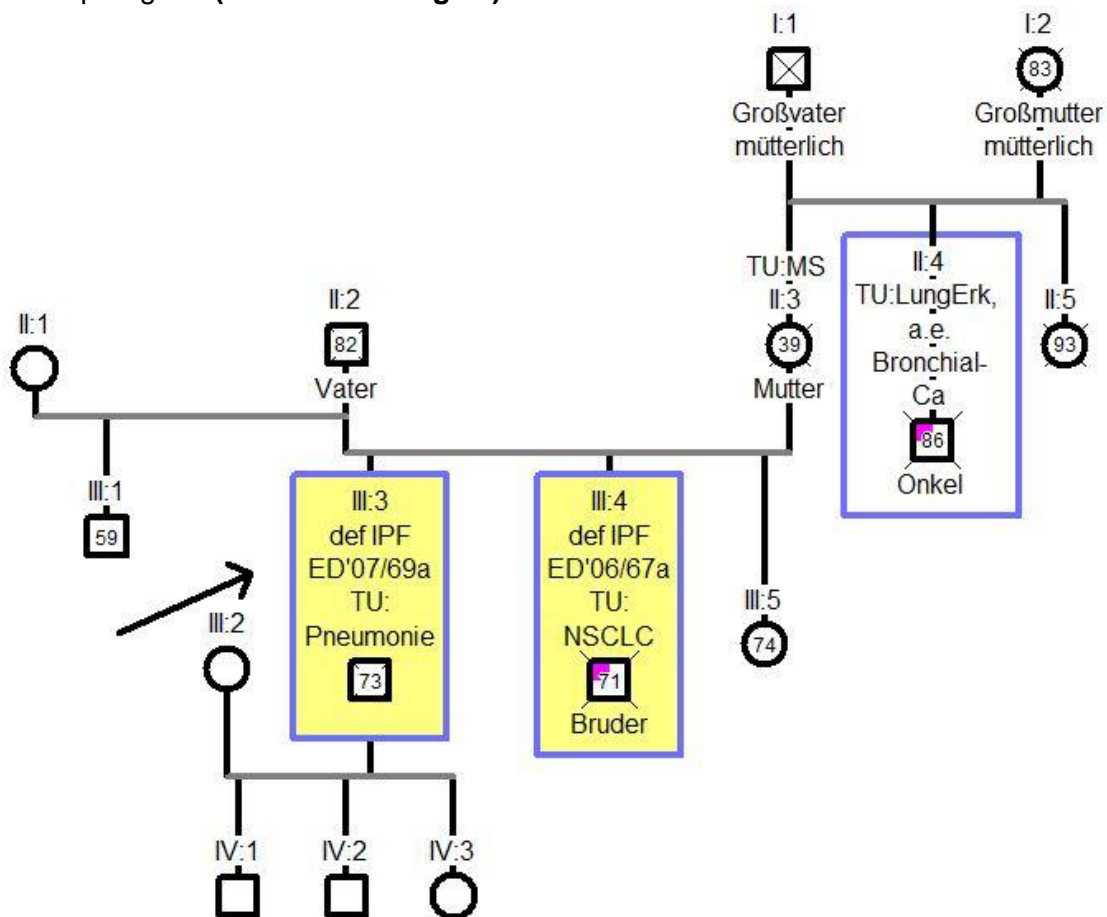 I:1
I:2
83
Großvater
mütterlich
Großmutter
mütterlich
TU:MS
II:3
39
Mutter
II:4
TU:LungErk,
a.e.
Bronchial-
Ca
86
Onkel
II:5
93
II:1
II:2
82
Vater
III:1
59
III:2
III:3
def IPF
ED'07/69a
TU:
Pneumonie
73
III:4
def IPF
ED'06/67a
TU:
NSCLC
71
Bruder
III:5
74
IV:1
IV:2
IV:3